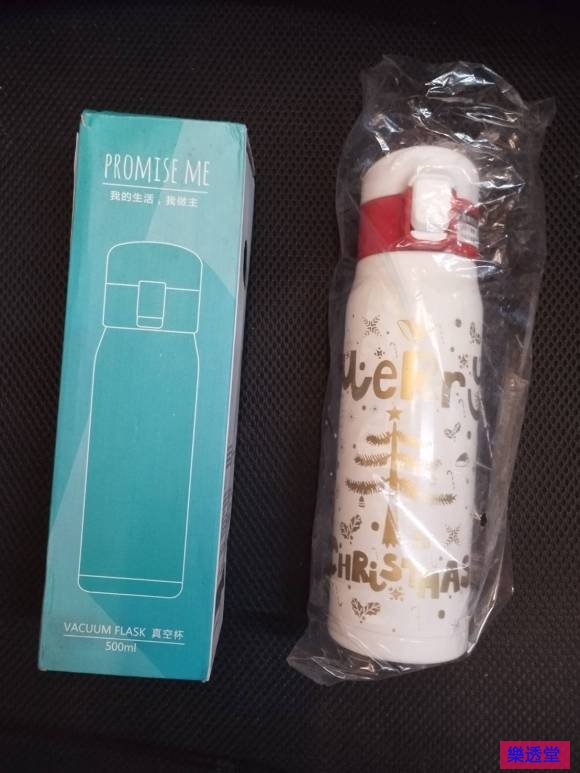 PROMISE ME
我的生活，我做主
VACUUM FLASK 真空杯
500ml
Merry
CHRISTMAS
樂透堂